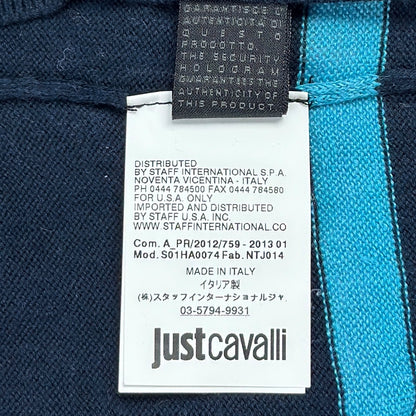 GARANTISCE L'
AUTENTICITA DI
QUESTO
PRODOTTO.
THE SECURITY
HOLOGRAM
GUARANTEES THE
AUTHENTICITY OF
THIS PRODUCT
DISTRIBUTED
BY STAFF INTERNATIONAL S.P.A.
NOVENTA VICENTINA - ITALY
PH 0444 784500 FAX 0444 784580
FOR U.S.A. ONLY
IMPORTED AND DISTRIBUTED
BY STAFF U.S.A. INC.
WWW.STAFFINTERNATIONAL.CO
Com. A_PR/2012/759 - 2013 01
Mod. S01HA0074 Fab. NTJ014
MADE IN ITALY
イタリア製
(株)スタッフインターナショナルジャ
03-5794-9931
justcavalli